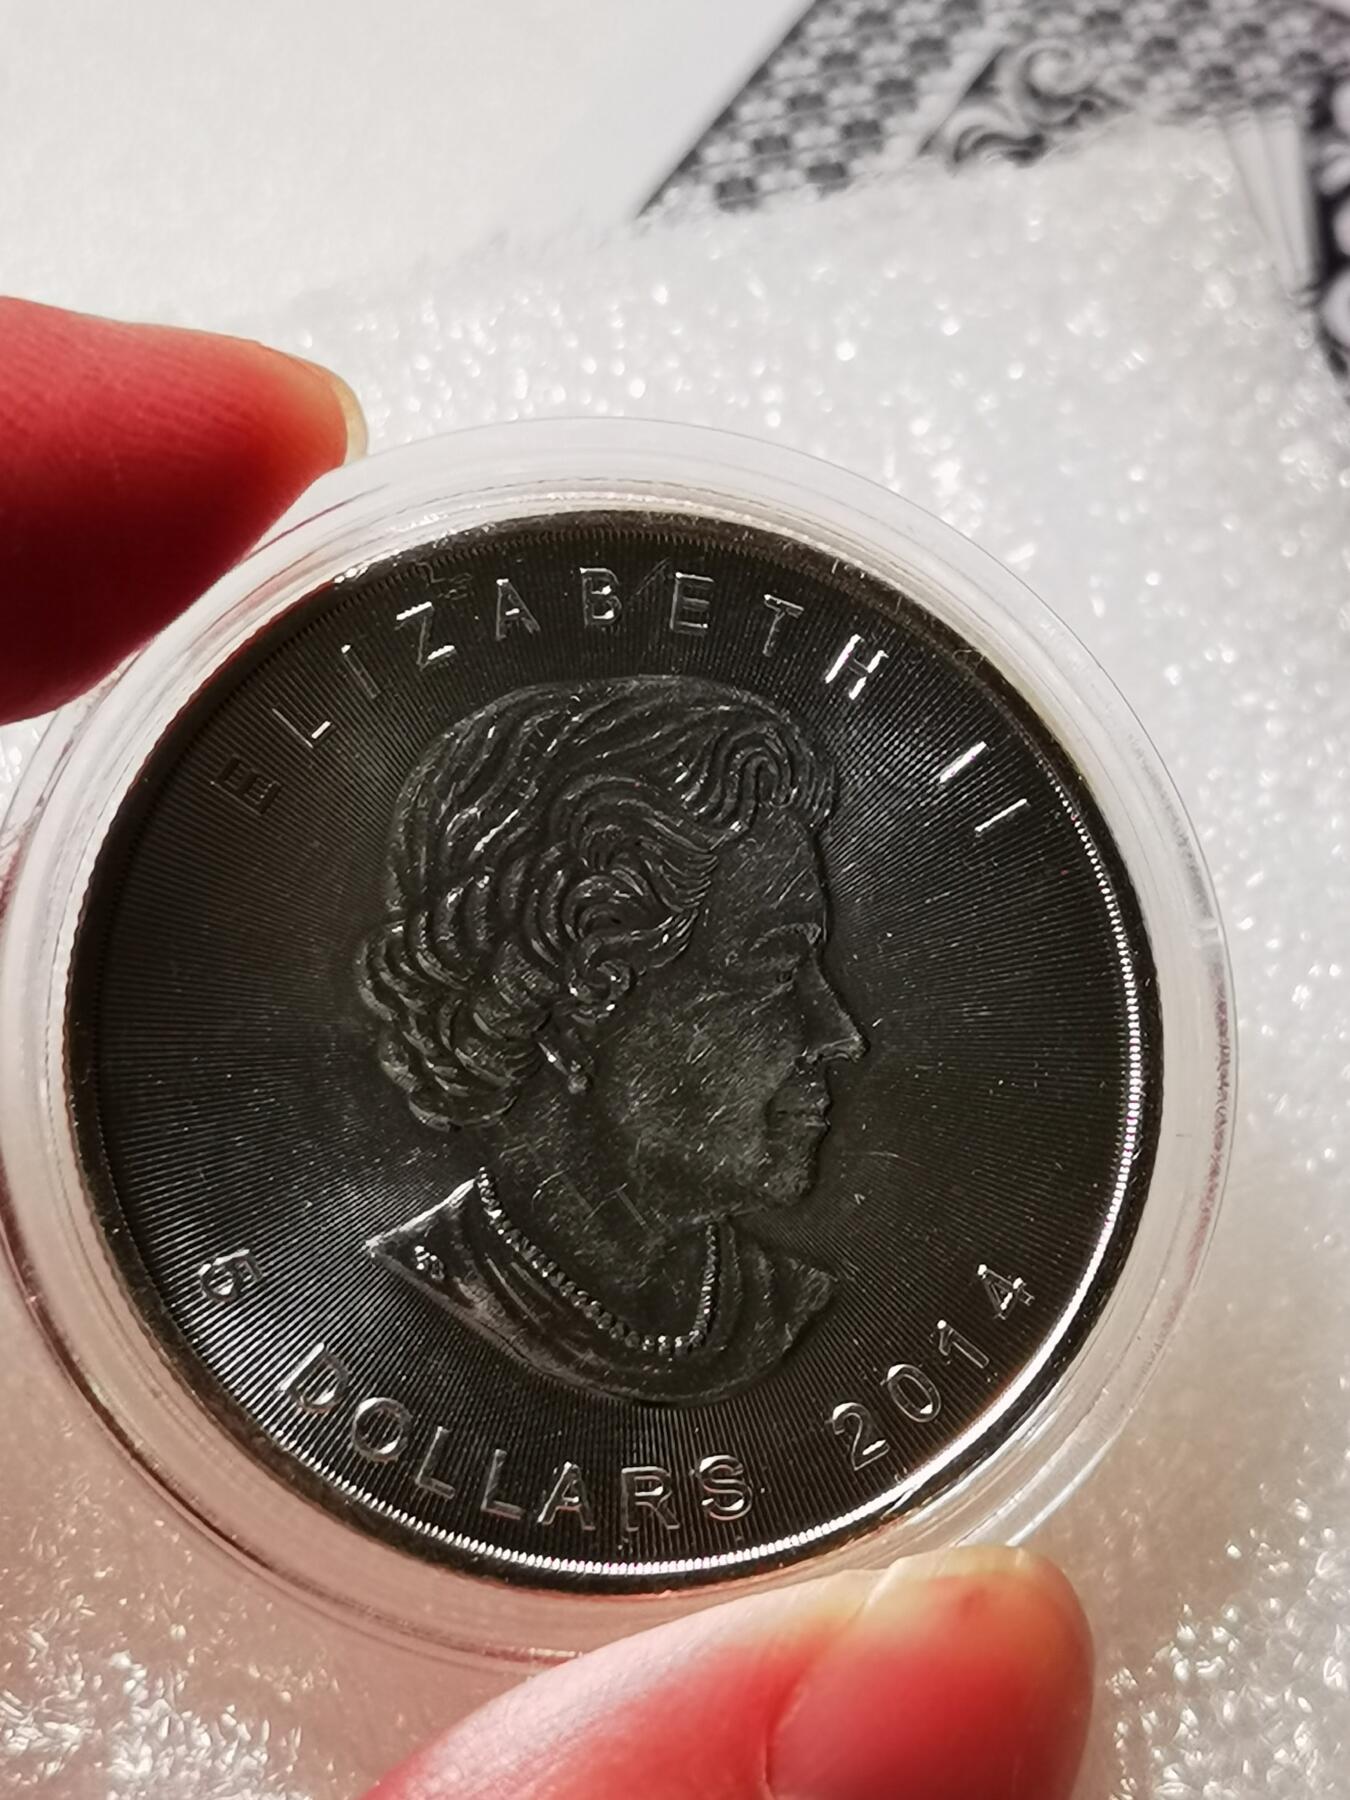 ELIZABETH II
5 DOLLARS 2014